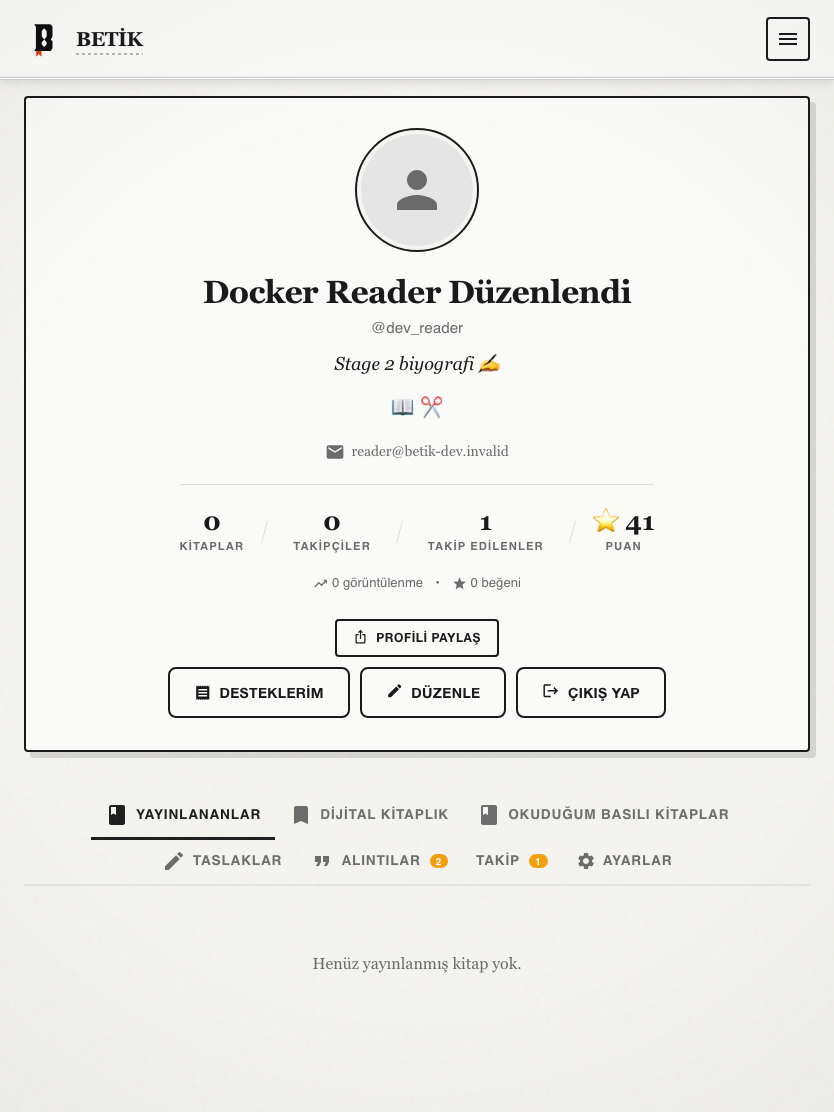 BETİK
Docker Reader Düzenlendi
@dev_reader
Stage 2 biyografi ✍️
📖 ✂️
reader@betik-dev.invalid
0 / 0 / 1 / ⭐ 41
KİTAPLAR TAKİPÇİLER TAKİP EDİLENLER PUAN
0 görüntülenme • 0 beğeni
PROFİLİ PAYLAŞ
DESTEKLERİM DÜZENLE ÇIKIŞ YAP
YAYINLANANLAR DİJİTAL KİTAPLIK OKUDUĞUM BASILI KİTAPLAR
TASLAKLAR ALINTILAR 2 TAKİP 1 AYARLAR
Henüz yayınlanmış kitap yok.